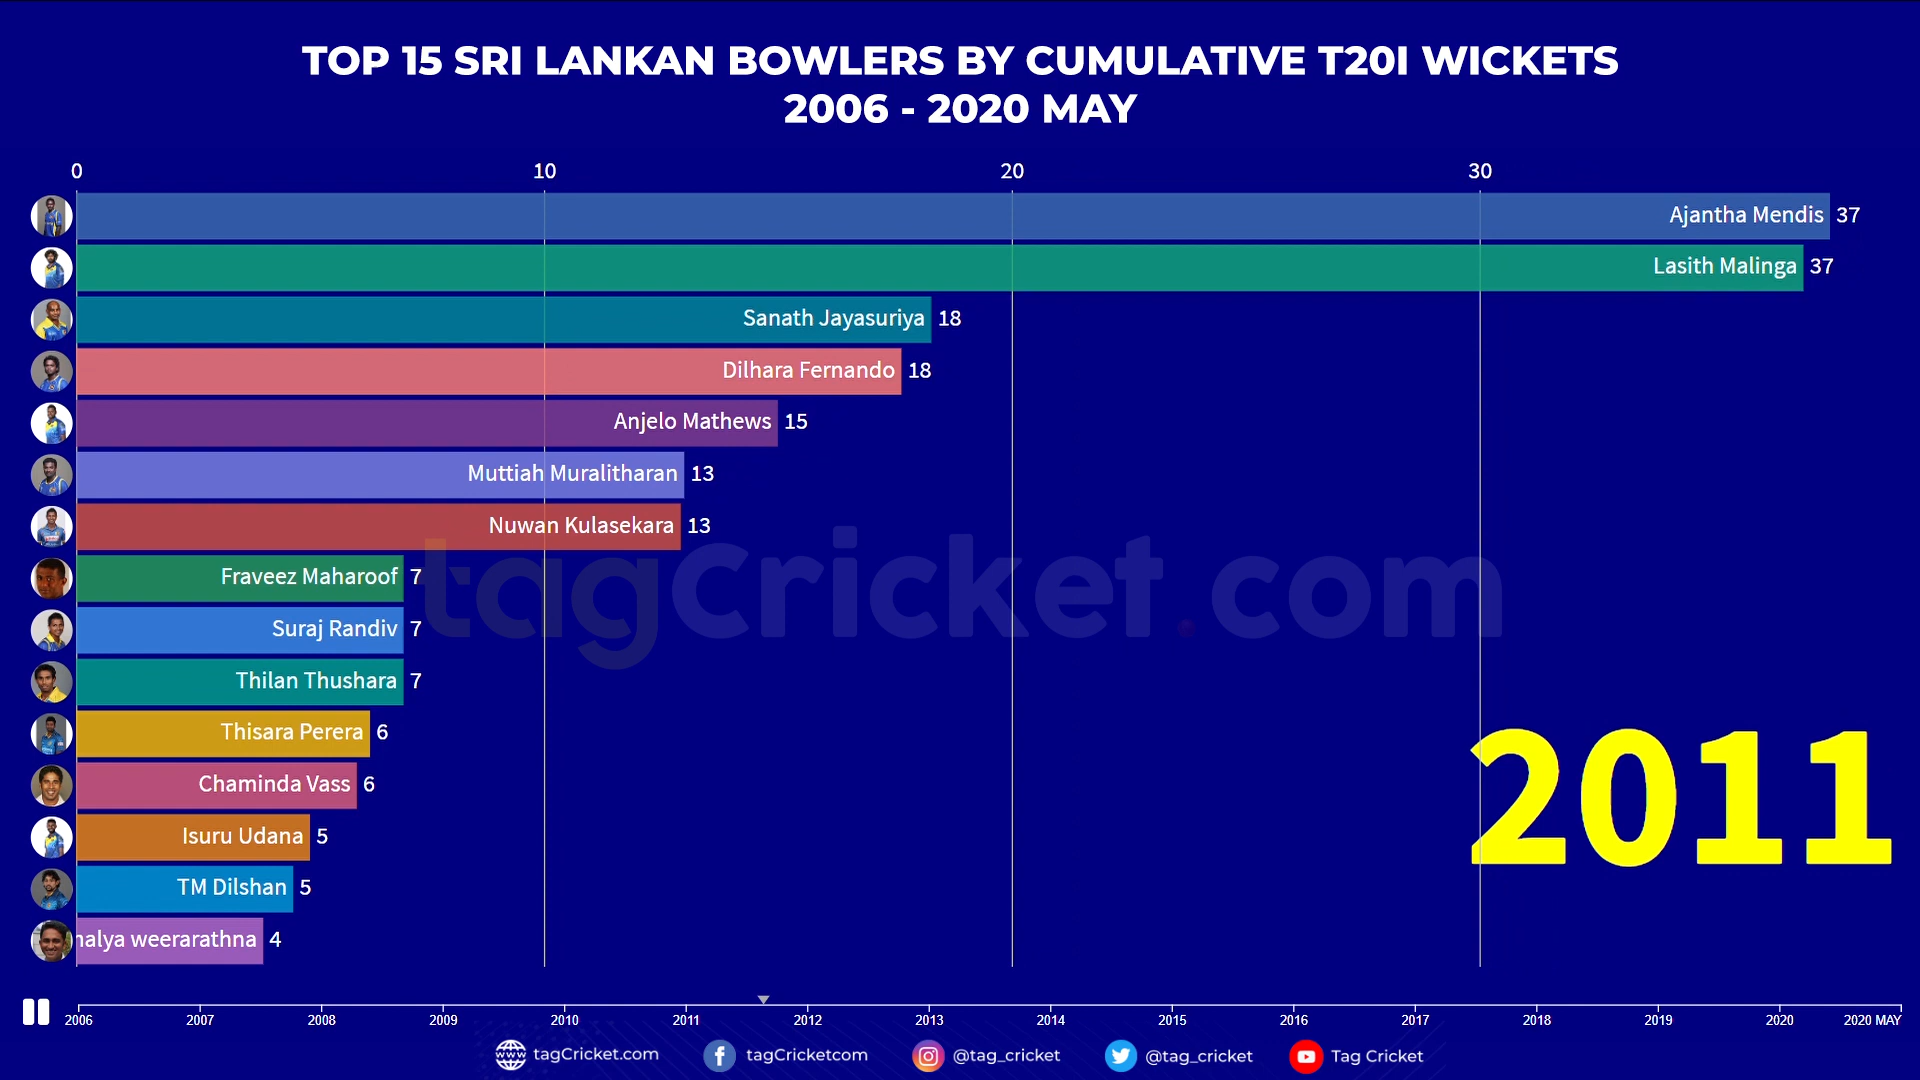 TOP 15 SRI LANKAN BOWLERS BY CUMULATIVE T20I WICKETS
2006 - 2020 MAY
0 10 20 30
Ajantha Mendis 37
Lasith Malinga 37
Sanath Jayasuriya 18
Dilhara Fernando 18
Anjelo Mathews 15
Muttiah Muralitharan 13
Nuwan Kulasekara 13
Fraveez Maharoof 7
Suraj Randiv 7
Thilan Thushara 7
Thisara Perera 6
Chaminda Vass 6
Isuru Udana 5
TM Dilshan 5
nalya weerarathna 4
tagCricket.com
2011
2006 2007 2008 2009 2010 2011 2012 2013 2014 2015 2016 2017 2018 2019 2020 2020 MAY
www tagCricket.com tagCricketcom @tag_cricket @tag_cricket Tag Cricket